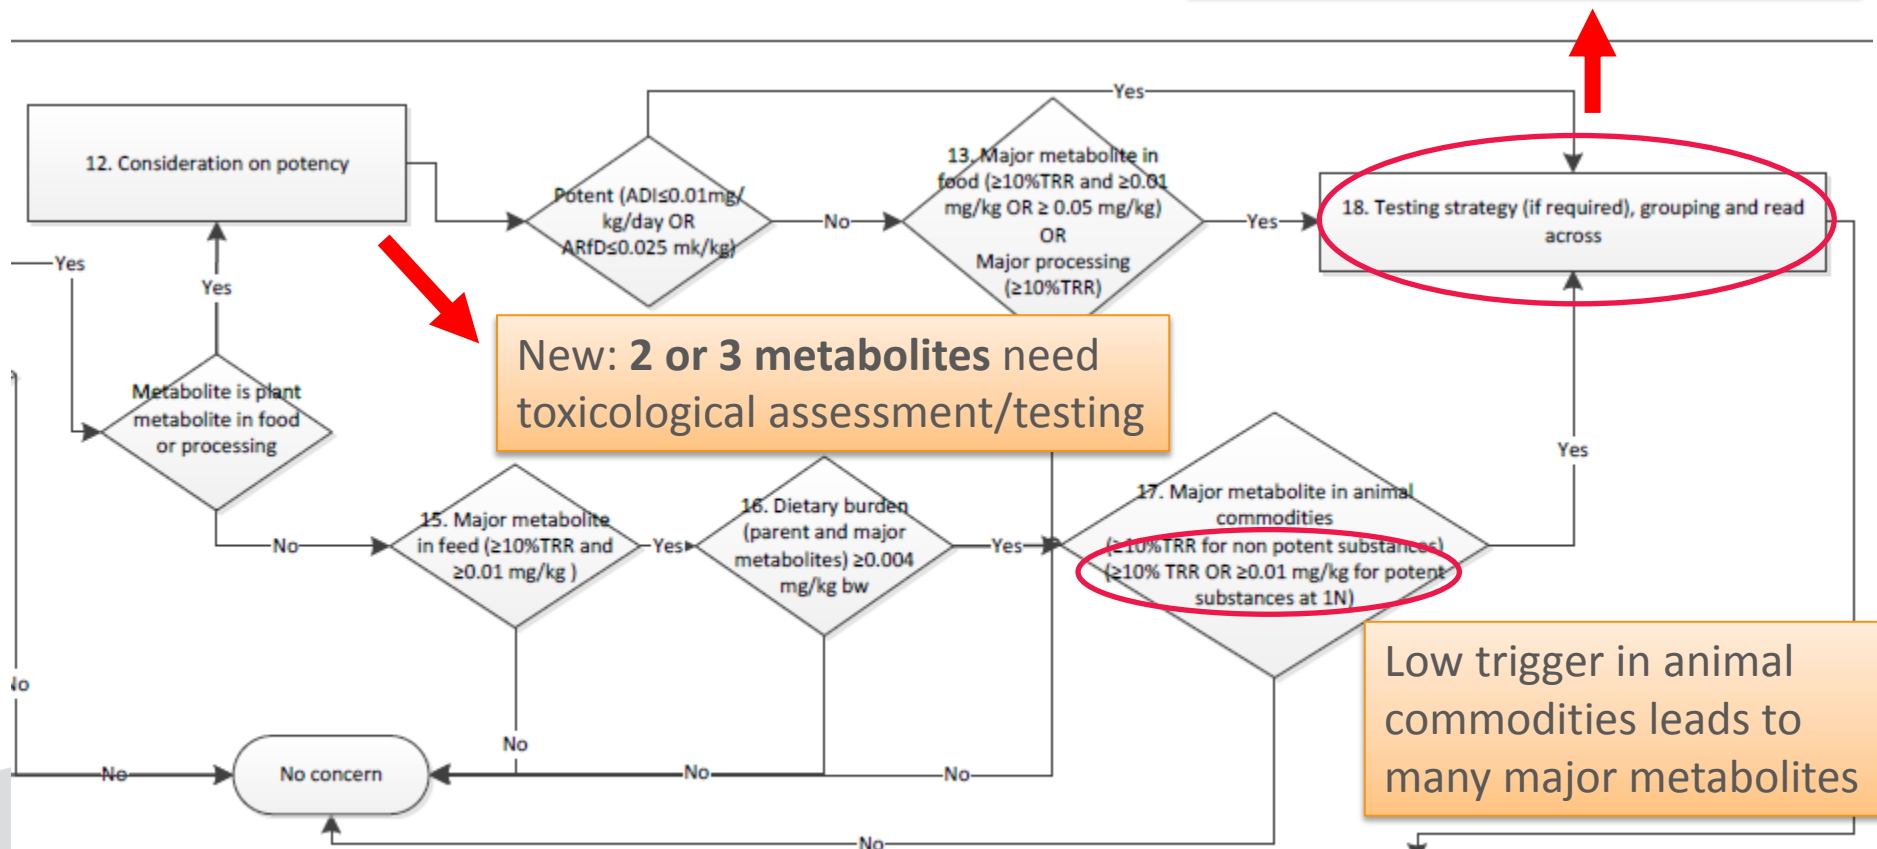 Yes
12. Consideration on potency
Potent (ADI≤0.01mg/
kg/day OR
ARfD≤0.025 mk/kg)
No
13. Major metabolite in
food (≥10%TRR and ≥0.01
mg/kg OR ≥ 0.05 mg/kg)
OR
Major processing
(≥10%TRR)
Yes
18. Testing strategy (if required), grouping and read
across
Yes
Yes
New: 2 or 3 metabolites need
toxicological assessment/testing
Metabolite is plant
metabolite in food
or processing
Yes
No
15. Major metabolite
in feed (≥10%TRR and
≥0.01 mg/kg )
Yes
16. Dietary burden
(parent and major
metabolites) ≥0.004
mg/kg bw
Yes
17. Major metabolite in animal
commodities
(≥10%TRR for non potent substances)
(≥10% TRR OR ≥0.01 mg/kg for potent
substances at 1N)
Low trigger in animal
commodities leads to
many major metabolites
No
No
No
No concern
No
No
No